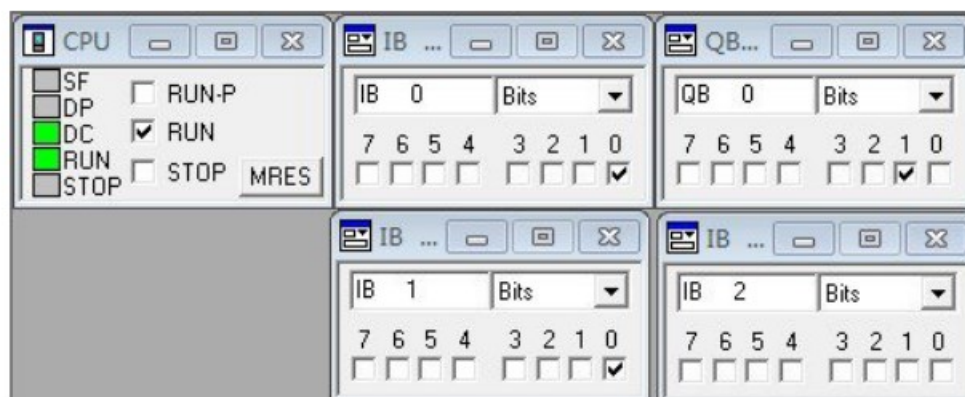 CPU
SF
DP
DC
RUN
STOP
RUN-P
RUN
STOP
MRES
IB ...
IB 0 Bits
7 6 5 4 3 2 1 0
QB...
QB 0 Bits
7 6 5 4 3 2 1 0
IB ...
IB 1 Bits
7 6 5 4 3 2 1 0
IB ...
IB 2 Bits
7 6 5 4 3 2 1 0